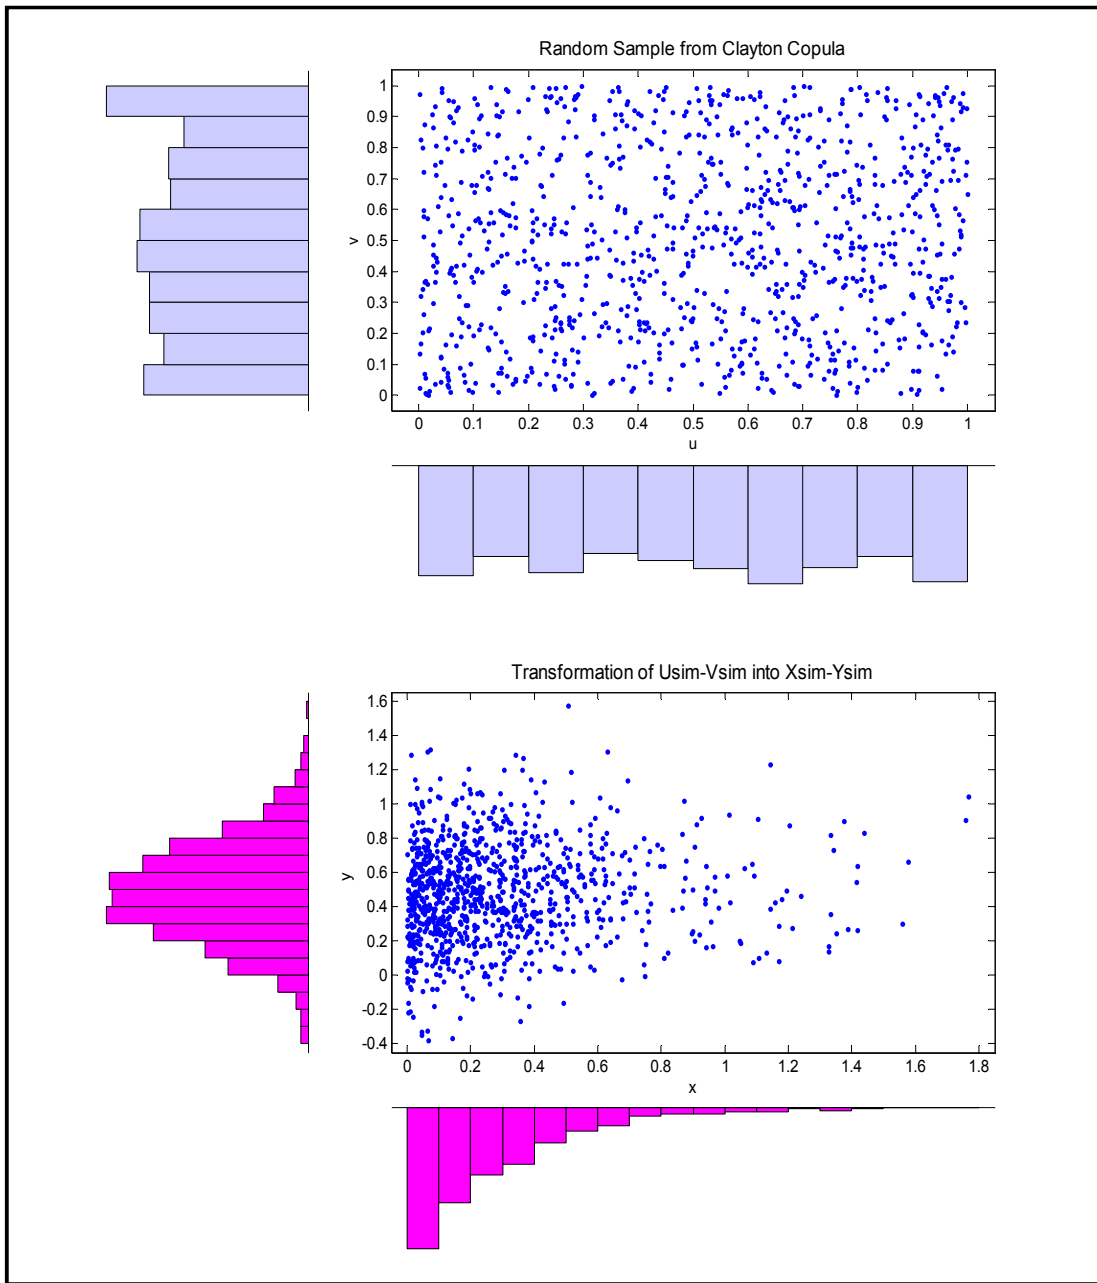 Random Sample from Clayton Copula
1
0.9
0.8
0.7
0.6
0.5
0.4
0.3
0.2
0.1
0
v
0 0.1 0.2 0.3 0.4 0.5 0.6 0.7 0.8 0.9 1
u
Transformation of Usim-Vsim into Xsim-Ysim
1.6
1.4
1.2
1
0.8
0.6
0.4
0.2
0
-0.2
-0.4
y
0 0.2 0.4 0.6 0.8 1 1.2 1.4 1.6 1.8
x